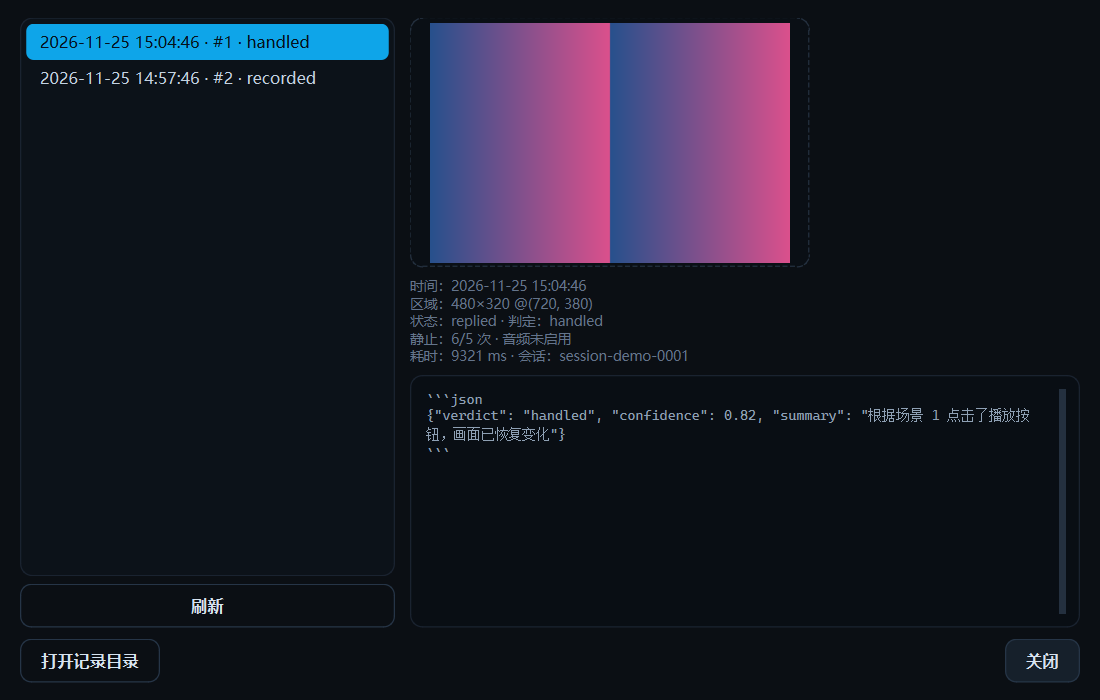 2026-11-25 15:04:46 · #1 · handled
2026-11-25 14:57:46 · #2 · recorded
刷新
打开记录目录
时间：2026-11-25 15:04:46
区域：480×320 @(720, 380)
状态：replied · 判定：handled
静止：6/5 次 · 音频未启用
耗时：9321 ms · 会话：session-demo-0001
```json
{"verdict": "handled", "confidence": 0.82, "summary": "根据场景 1 点击了播放按
钮，画面已恢复变化"}
```
关闭